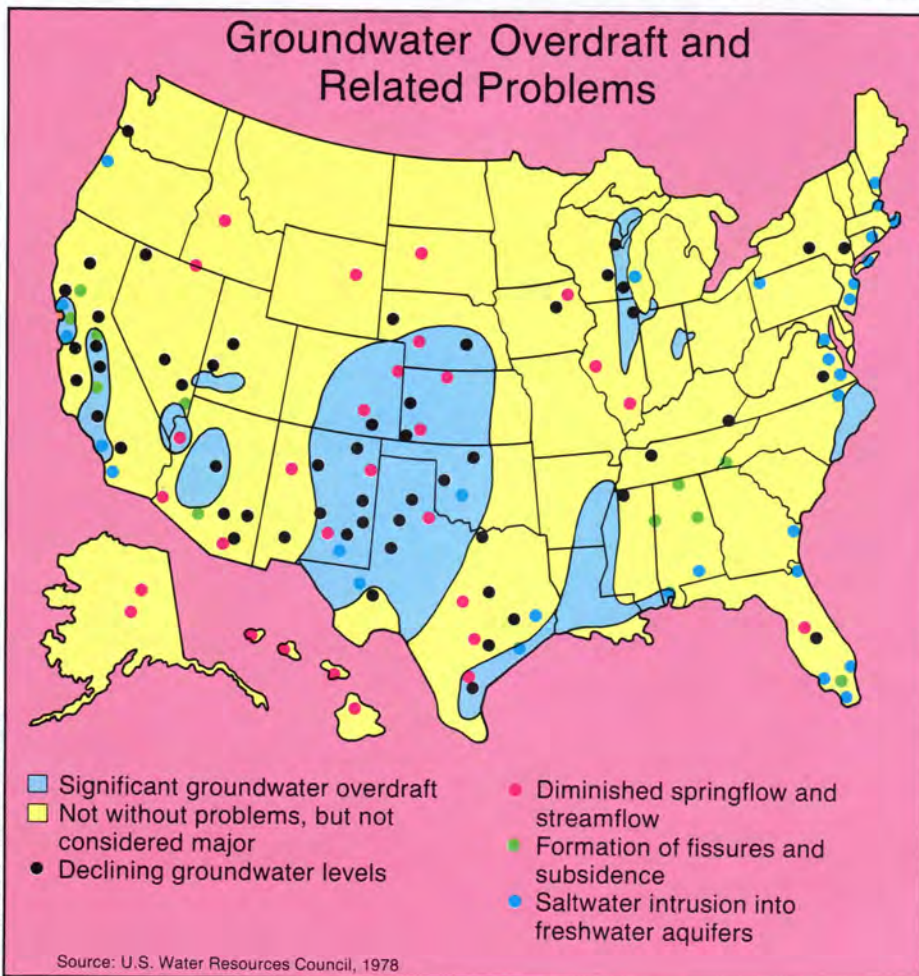 Groundwater Overdraft and
Related Problems
Significant groundwater overdraft
Not without problems, but not
considered major
Declining groundwater levels
Diminished springflow and
streamflow
Formation of fissures and
subsidence
Saltwater intrusion into
freshwater aquifers
Source: U.S. Water Resources Council, 1978